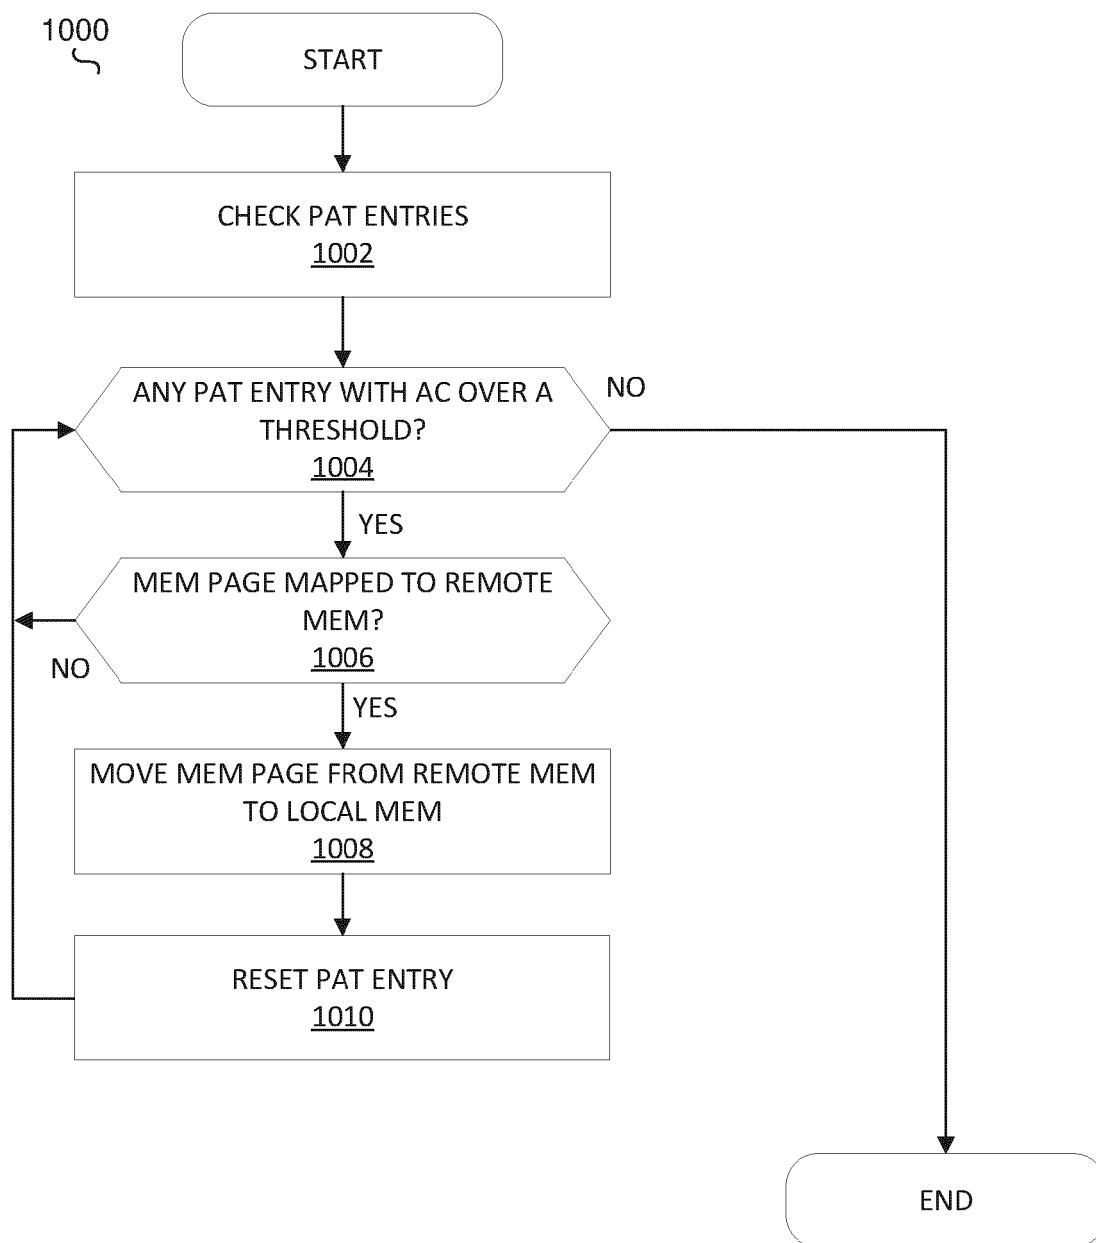 1000
START
CHECK PAT ENTRIES
1002
ANY PAT ENTRY WITH AC OVER A
THRESHOLD?
1004
NO
YES
MEM PAGE MAPPED TO REMOTE
MEM?
1006
NO
YES
MOVE MEM PAGE FROM REMOTE MEM
TO LOCAL MEM
1008
RESET PAT ENTRY
1010
END